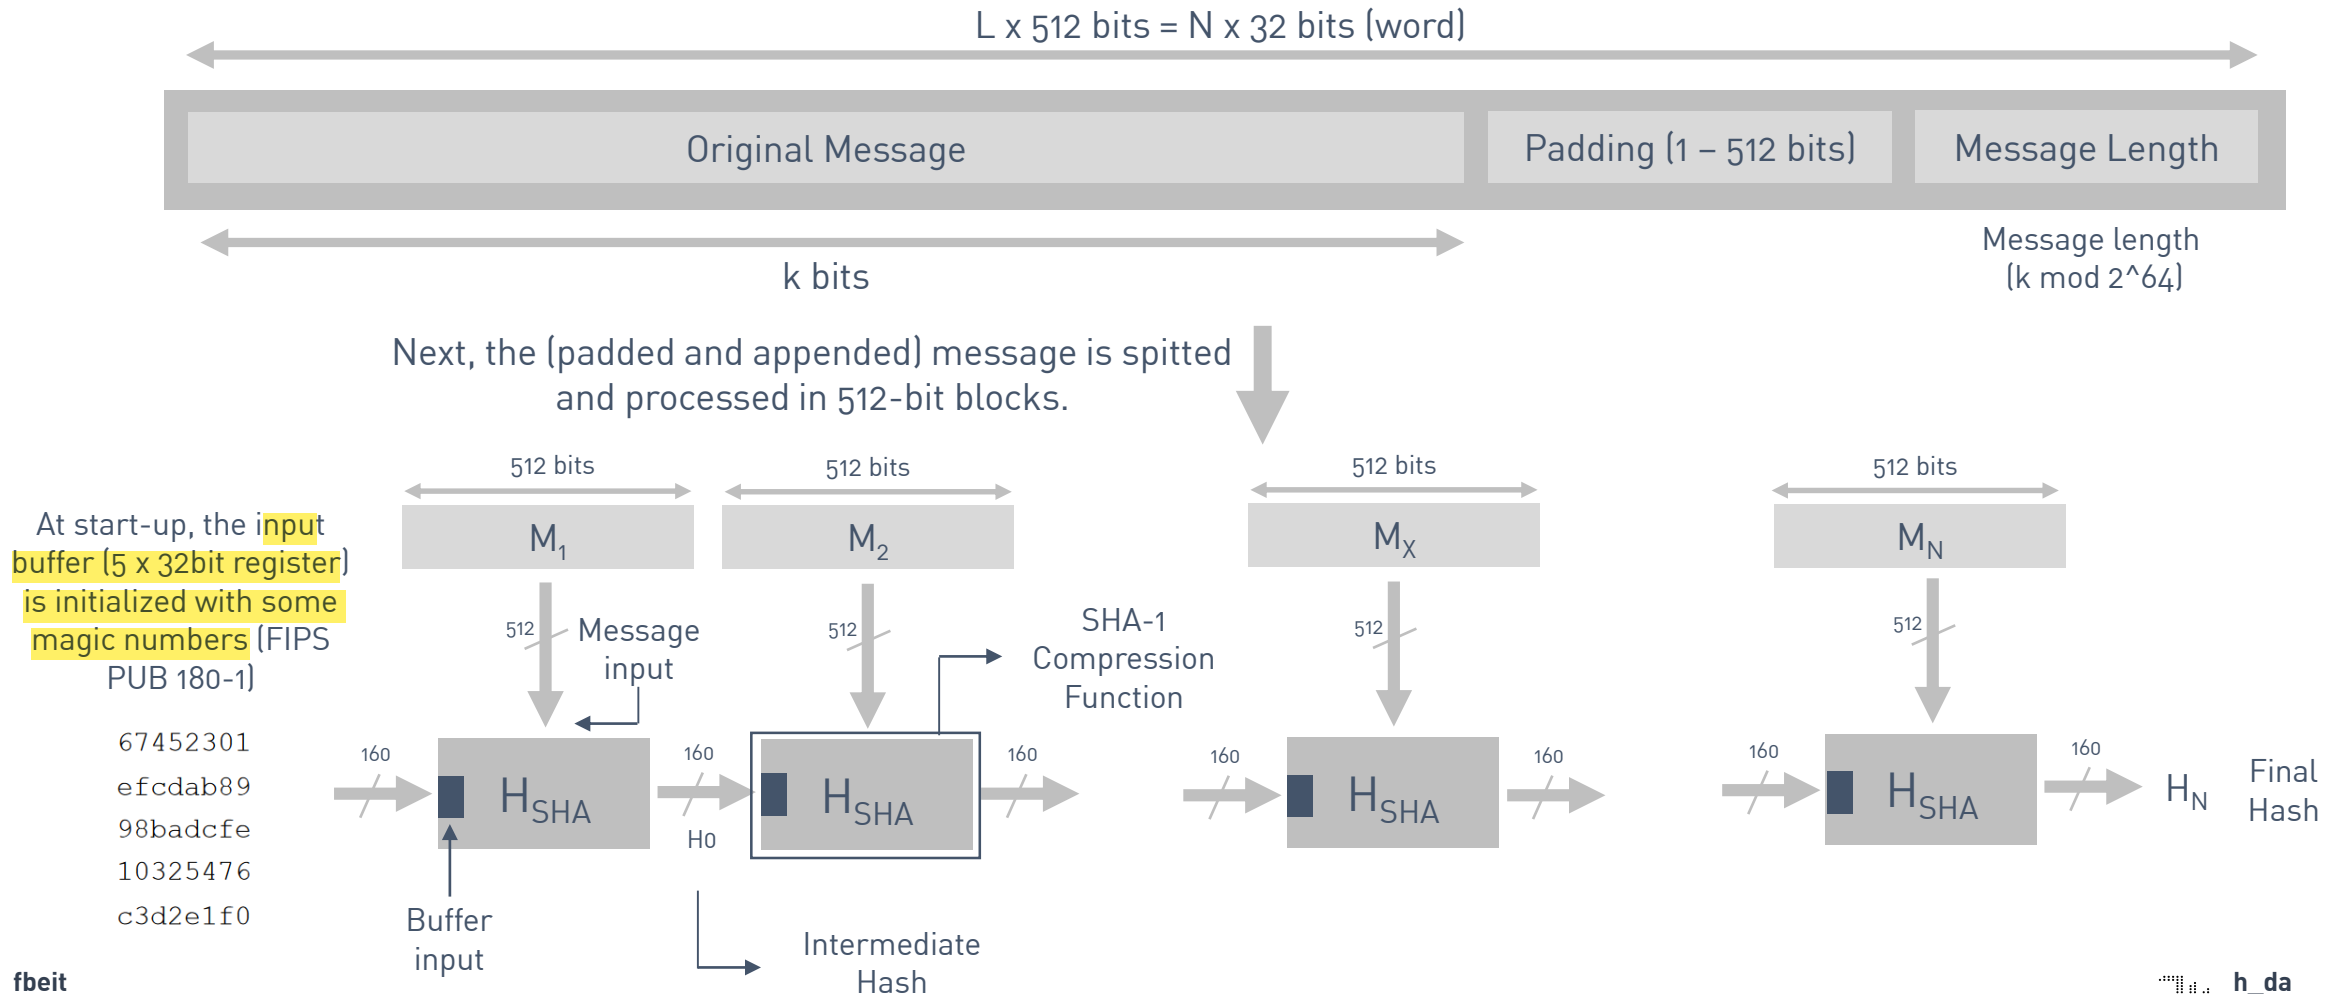 L x 512 bits = N x 32 bits (word)
Original Message
Padding (1 – 512 bits)
Message Length
k bits
Message length
(k mod 2^64)
Next, the (padded and appended) message is spitted
and processed in 512-bit blocks.
512 bits
512 bits
512 bits
512 bits
M1
M2
MX
MN
At start-up, the input
buffer (5 x 32bit register)
is initialized with some
magic numbers (FIPS
PUB 180-1)
512
Message
input
512
SHA-1
Compression
Function
512
512
67452301
efcdab89
98badcfe
10325476
c3d2e1f0
160
HSHA
160
H0
HSHA
160
160
HSHA
160
160
HSHA
160
HN
Final
Hash
Buffer
input
Intermediate
Hash
fbeit
h_da